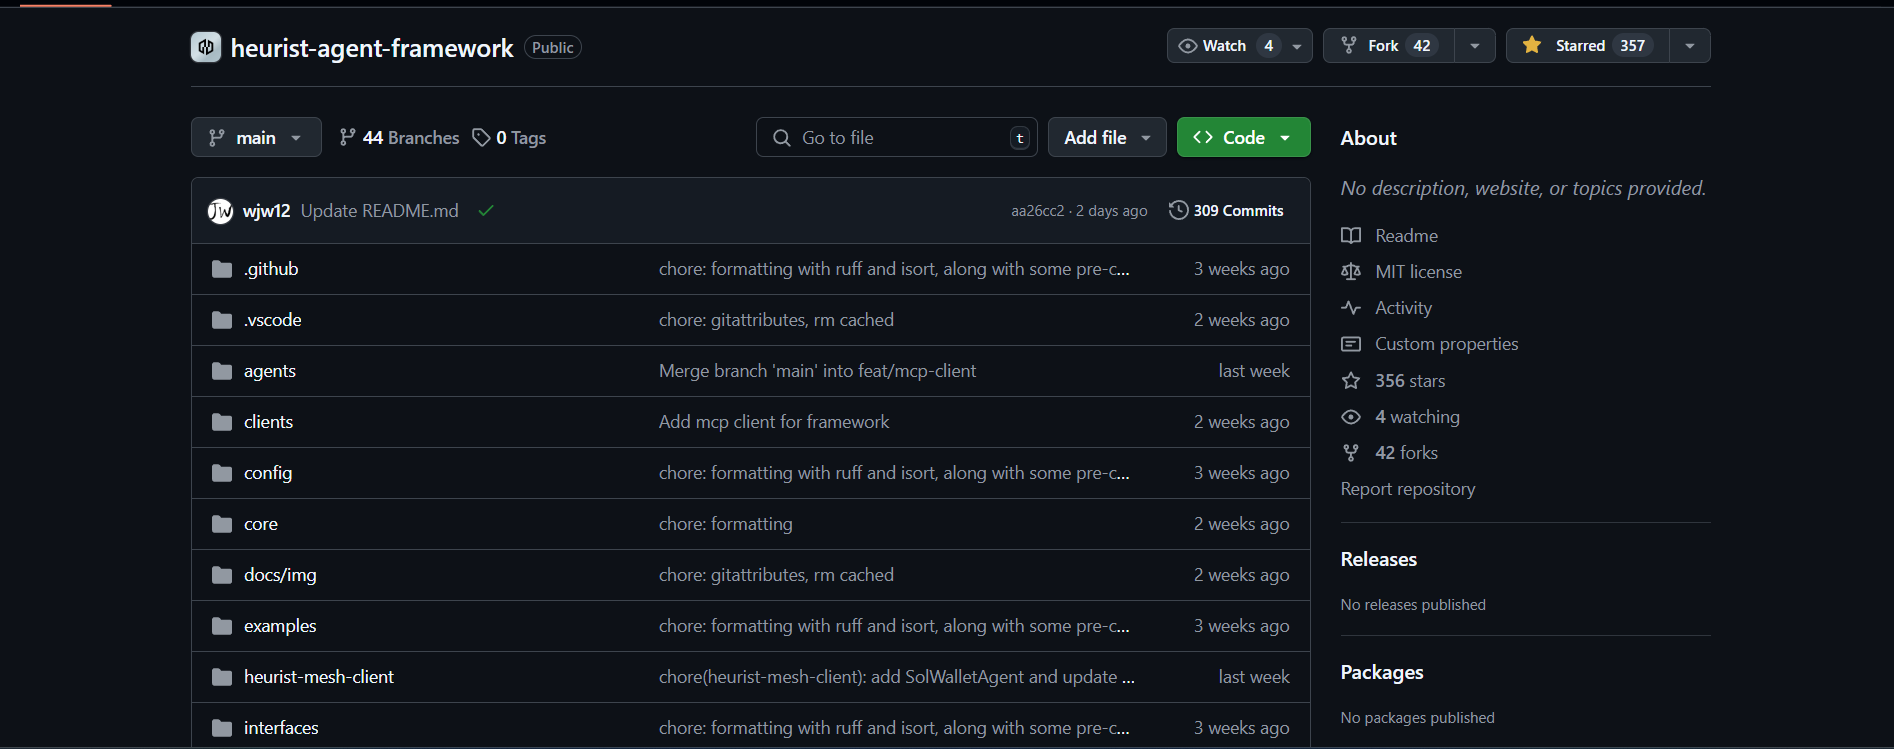 heurist-agent-framework Public
Watch 4 Fork 42 Starred 357
main 44 Branches 0 Tags Go to file t Add file Code
wjw12 Update README.md aa26cc2 · 2 days ago 309 Commits
.github chore: formatting with ruff and isort, along with some pre-c... 3 weeks ago
.vscode chore: gitattributes, rm cached 2 weeks ago
agents Merge branch 'main' into feat/mcp-client last week
clients Add mcp client for framework 2 weeks ago
config chore: formatting with ruff and isort, along with some pre-c... 3 weeks ago
core chore: formatting 2 weeks ago
docs/img chore: gitattributes, rm cached 2 weeks ago
examples chore: formatting with ruff and isort, along with some pre-c... 3 weeks ago
heurist-mesh-client chore(heurist-mesh-client): add SolWalletAgent and update ... last week
interfaces chore: formatting with ruff and isort, along with some pre-c... 3 weeks ago
About
No description, website, or topics provided.
Readme
MIT license
Activity
Custom properties
356 stars
4 watching
42 forks
Report repository
Releases
No releases published
Packages
No packages published